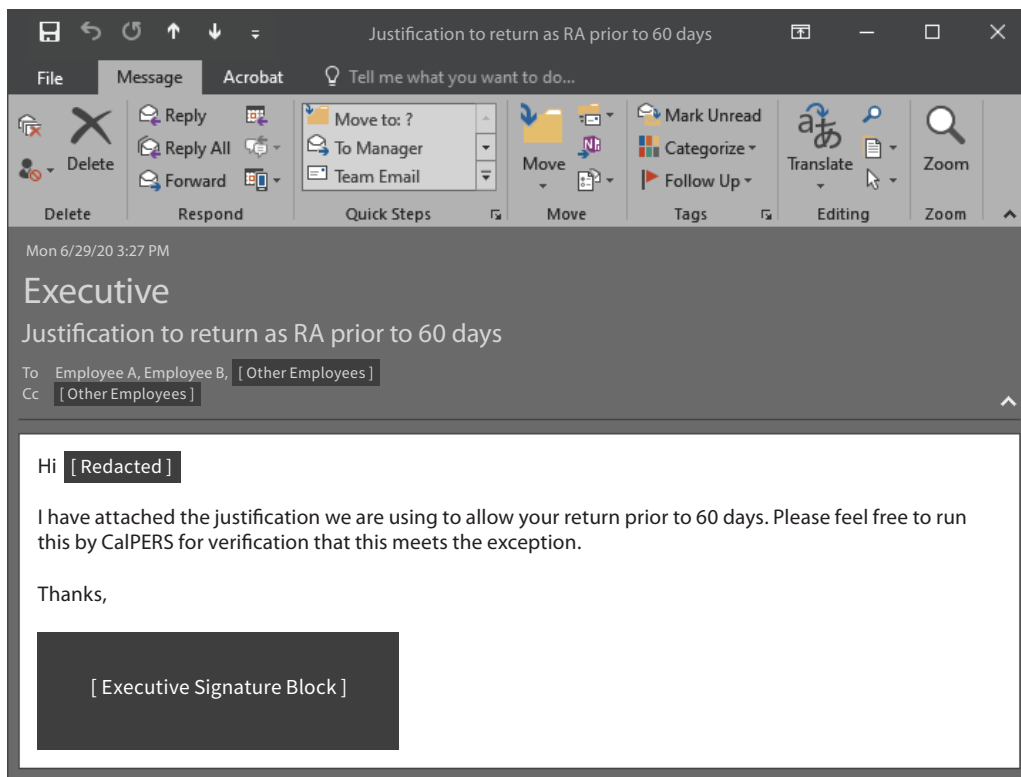 Justification to return as RA prior to 60 days
File Message Acrobat Tell me what you want to do...
Delete
Reply
Reply All
Forward
Move to: ?
To Manager
Team Email
Move
Mark Unread
Categorize
Follow Up
Translate
Zoom
Delete Respond Quick Steps Move Tags Editing Zoom
Mon 6/29/20 3:27 PM
Executive
Justification to return as RA prior to 60 days
To Employee A, Employee B, [ Other Employees ]
Cc [ Other Employees ]
Hi [ Redacted ]
I have attached the justification we are using to allow your return prior to 60 days. Please feel free to run
this by CalPERS for verification that this meets the exception.
Thanks,
[ Executive Signature Block ]